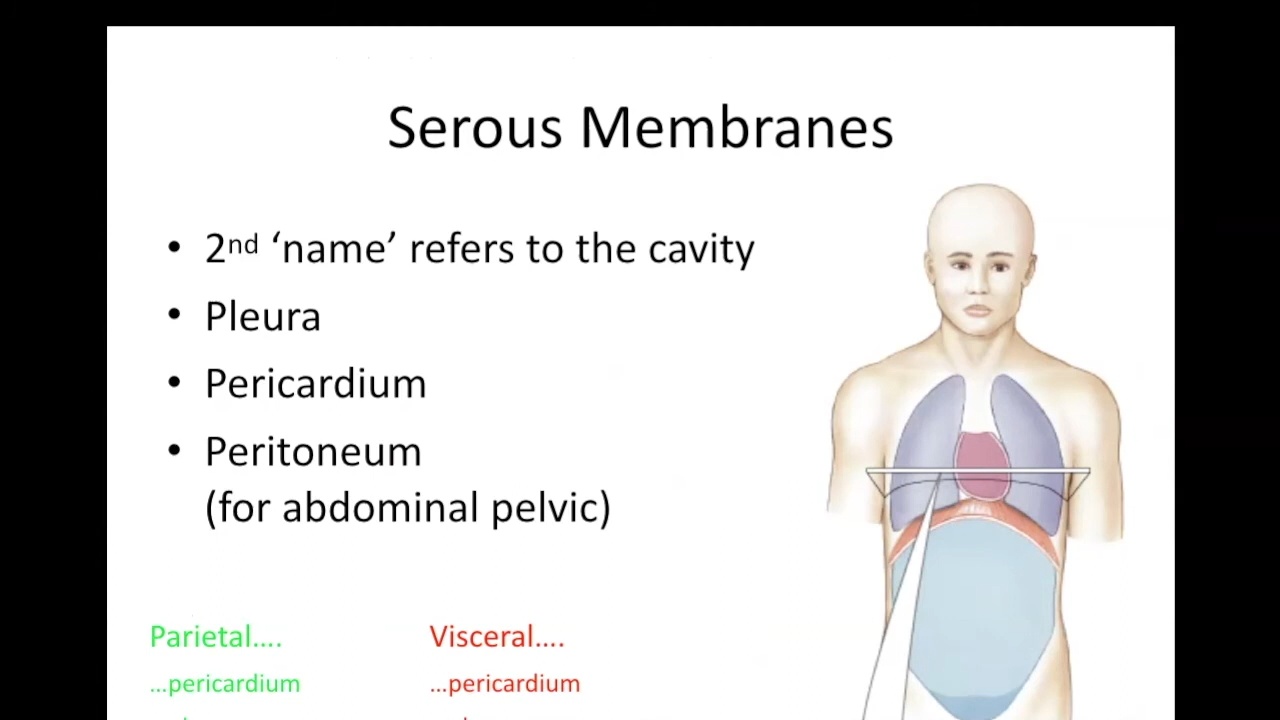 Serous Membranes
• 2nd ‘name’ refers to the cavity
• Pleura
• Pericardium
• Peritoneum
(for abdominal pelvic)
Parietal.... Visceral....
...pericardium ...pericardium